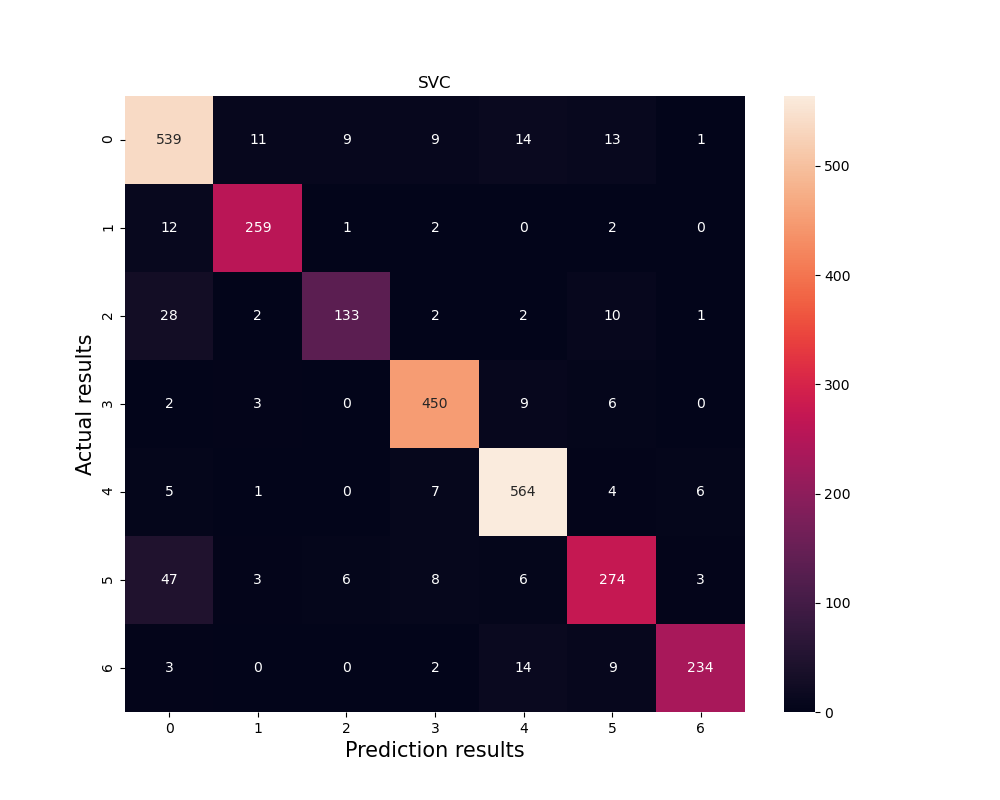 SVC
0 539 11 9 9 14 13 1
1 12 259 1 2 0 2 0
2 28 2 133 2 2 10 1
3 2 3 0 450 9 6 0
4 5 1 0 7 564 4 6
5 47 3 6 8 6 274 3
6 3 0 0 2 14 9 234
0 1 2 3 4 5 6
Prediction results
Actual results
500
400
300
200
100
0